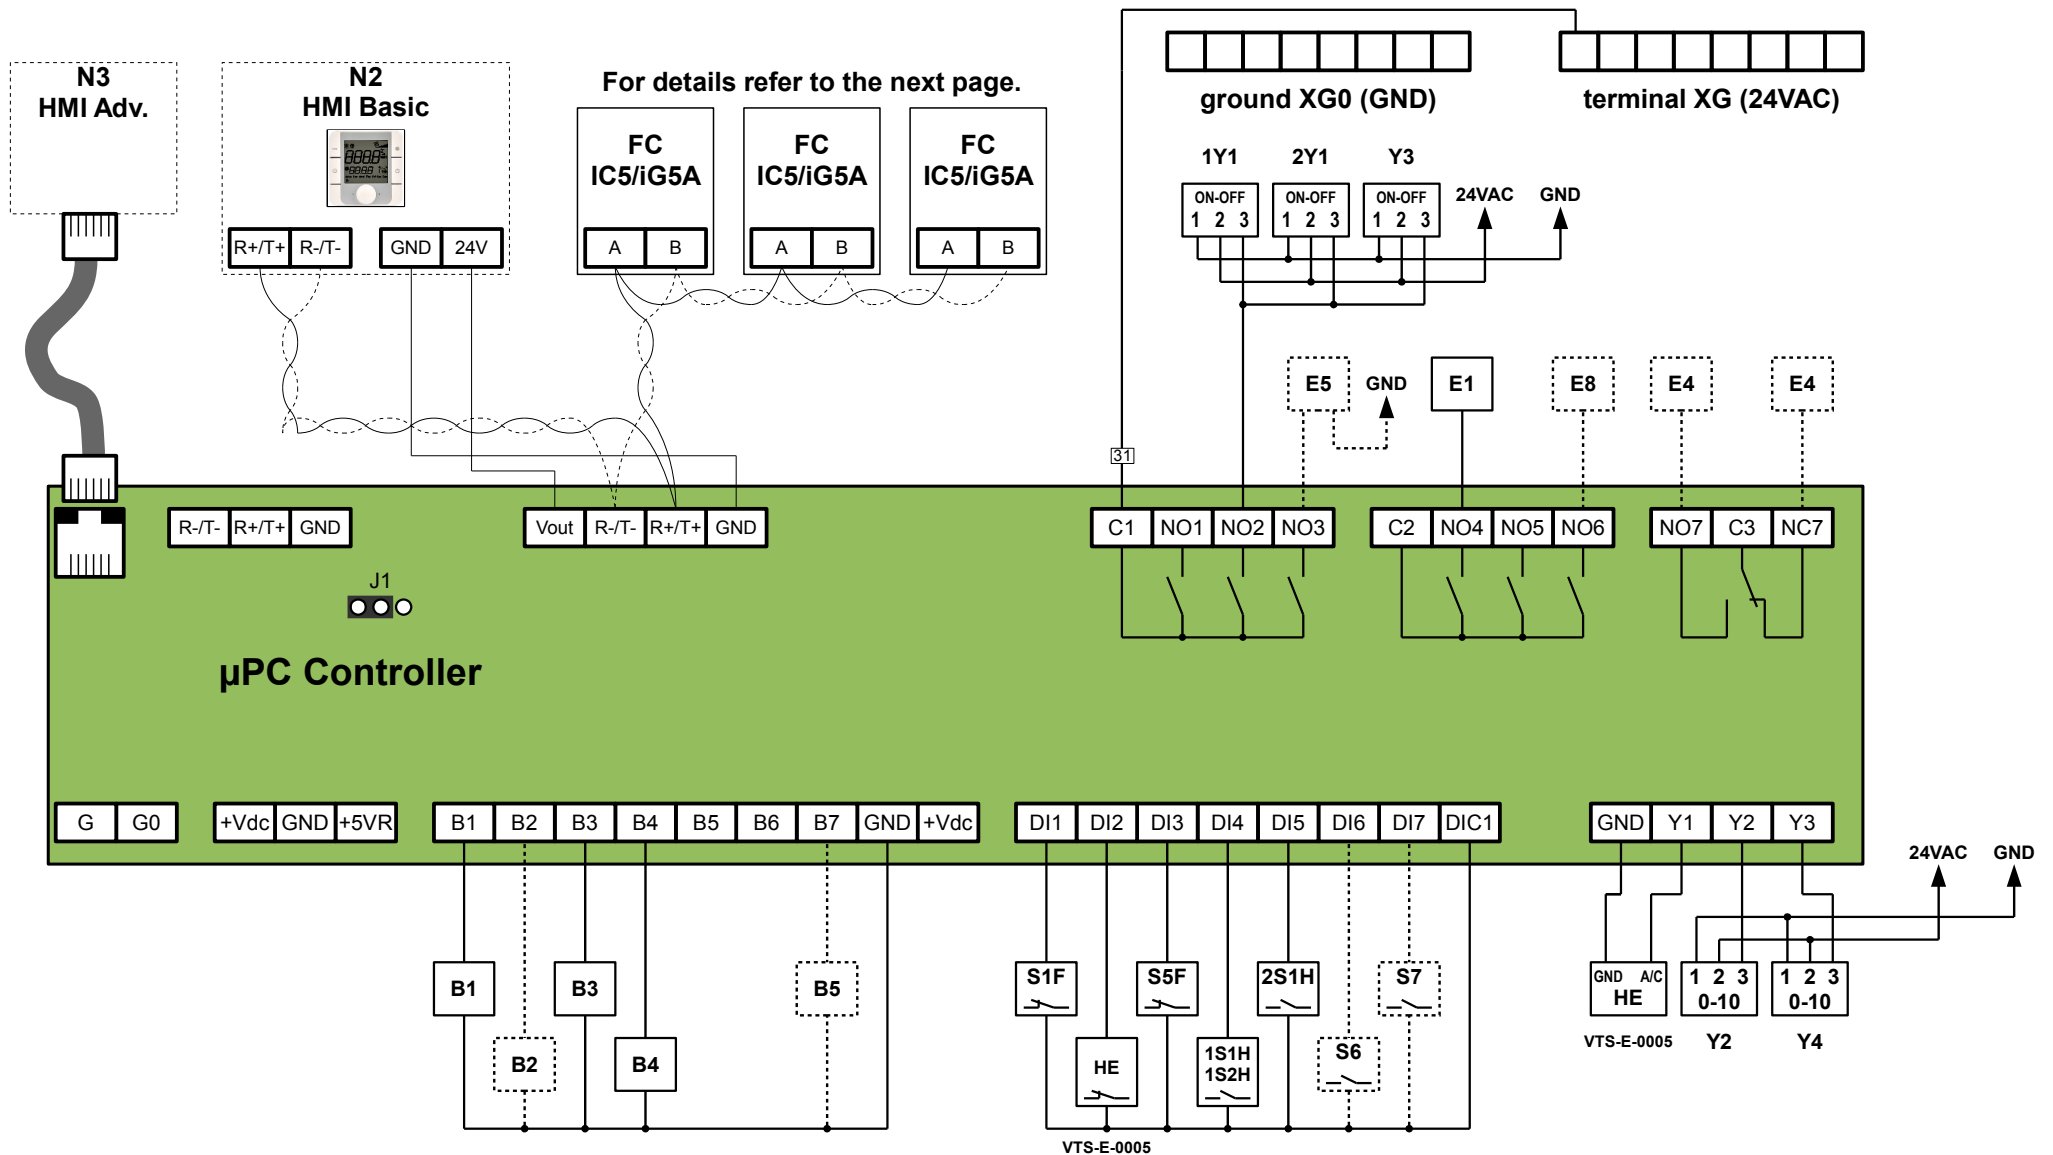 N3
HMI Adv.
N2
HMI Basic
R+/T+ R-/T- GND 24V
For details refer to the next page.
FC
IC5/iG5A
A B
FC
IC5/iG5A
A B
FC
IC5/iG5A
A B
ground XG0 (GND)
terminal XG (24VAC)
1Y1 2Y1 Y3
ON-OFF
1 2 3
ON-OFF
1 2 3
ON-OFF
1 2 3
24VAC GND
E5 GND E1 E8 E4 E4
31
R-/T- R+/T+ GND
Vout R-/T- R+/T+ GND
C1 NO1 NO2 NO3
C2 NO4 NO5 NO6
NO7 C3 NC7
J1
µPC Controller
G G0
+Vdc GND +5VR
B1 B2 B3 B4 B5 B6 B7 GND +Vdc
DI1 DI2 DI3 DI4 DI5 DI6 DI7 DIC1
GND Y1 Y2 Y3
24VAC GND
B1 B3 B5
B2 B4
S1F S5F 2S1H S7
HE
1S1H
1S2H
S6
VTS-E-0005
GND A/C
HE
1 2 3
0-10
1 2 3
0-10
VTS-E-0005 Y2 Y4